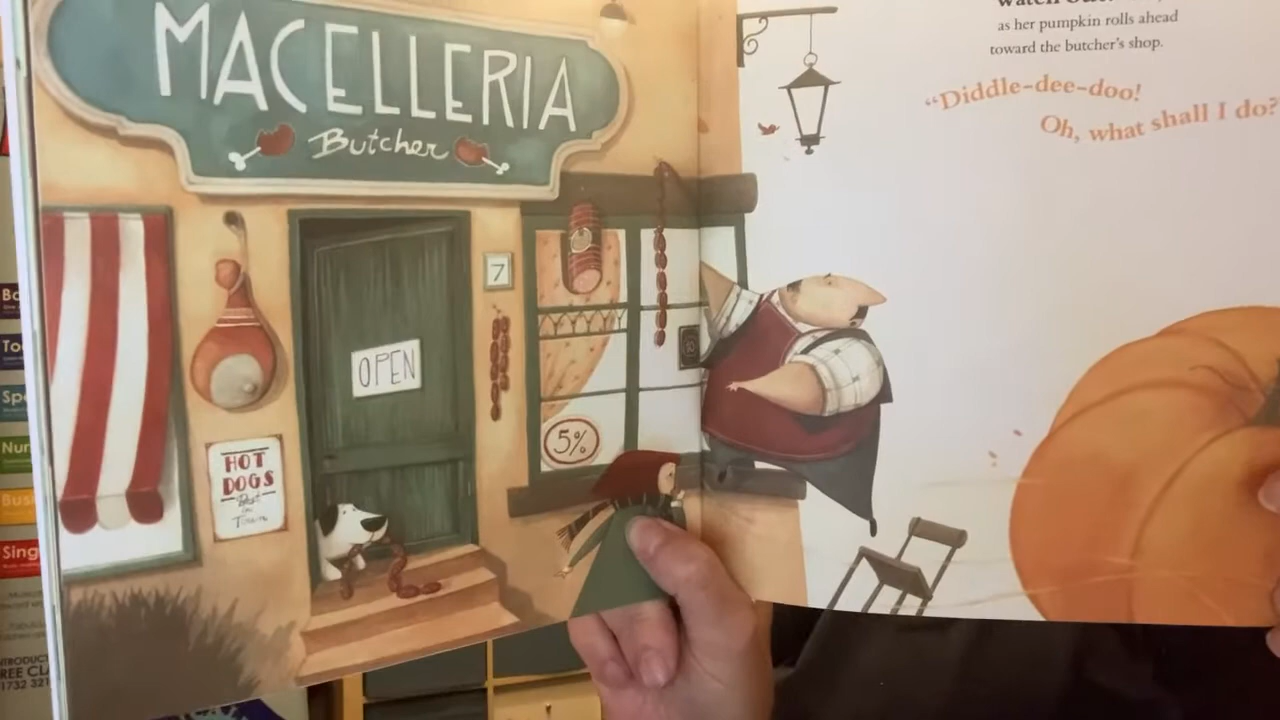 MACELLERIA
Butcher
7
OPEN
5%
HOT
DOGS
Best
in
Town
as her pumpkin rolls ahead
toward the butcher's shop.
"Diddle-dee-doo!
Oh, what shall I do?
Sing